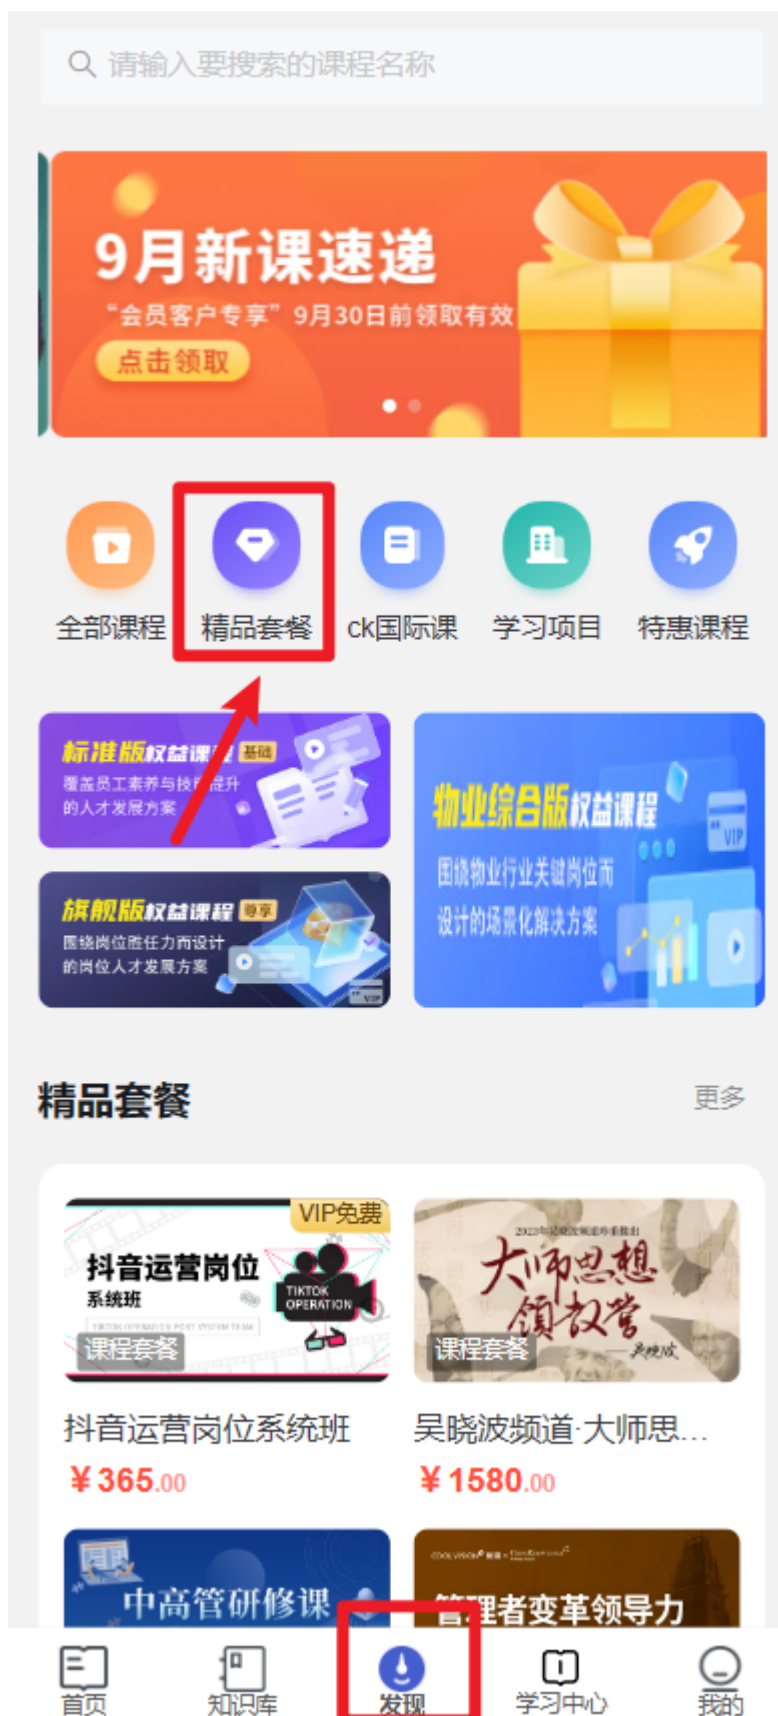 请输入要搜索的课程名称
9月新课速递
“会员客户专享”9月30日前领取有效
点击领取
全部课程
精品套餐
ck国际课
学习项目
特惠课程
标准版权益课程 基础
覆盖员工素养与技能提升
的人才发展方案
物业综合版权益课程
围绕物业行业关键岗位而
设计的场景化解决方案
VIP
旗舰版权益课程 尊享
围绕岗位胜任力而设计
的岗位人才发展方案
VIP
精品套餐
更多
VIP免费
抖音运营岗位
系统班
TIKTOK
OPERATION
课程套餐
大师思想
领教营
吴晓波
课程套餐
抖音运营岗位系统班
¥365.00
吴晓波频道·大师思...
¥1580.00
中高管研修课
管理者变革领导力
首页
知识库
发现
学习中心
我的